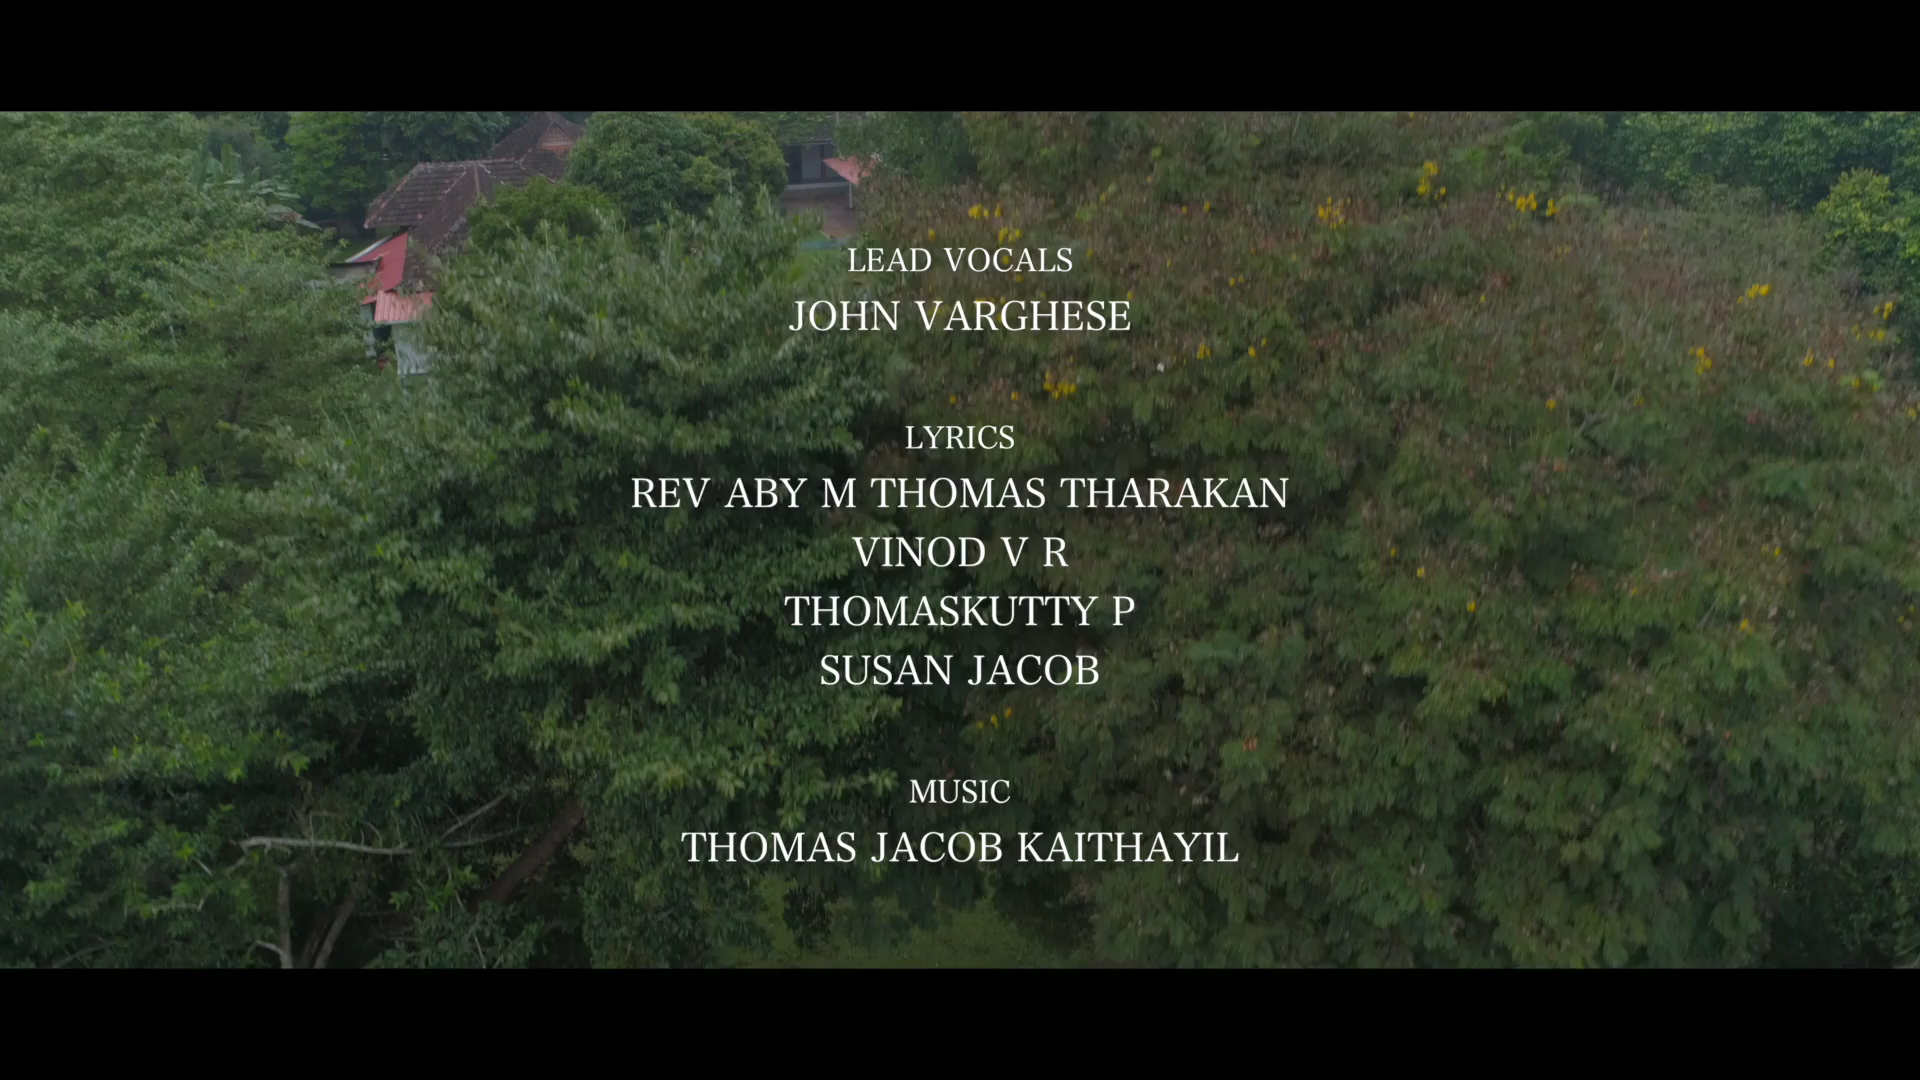 LEAD VOCALS
JOHN VARGHESE
LYRICS
REV ABY M THOMAS THARAKAN
VINOD V R
THOMASKUTTY P
SUSAN JACOB
MUSIC
THOMAS JACOB KAITHAYIL